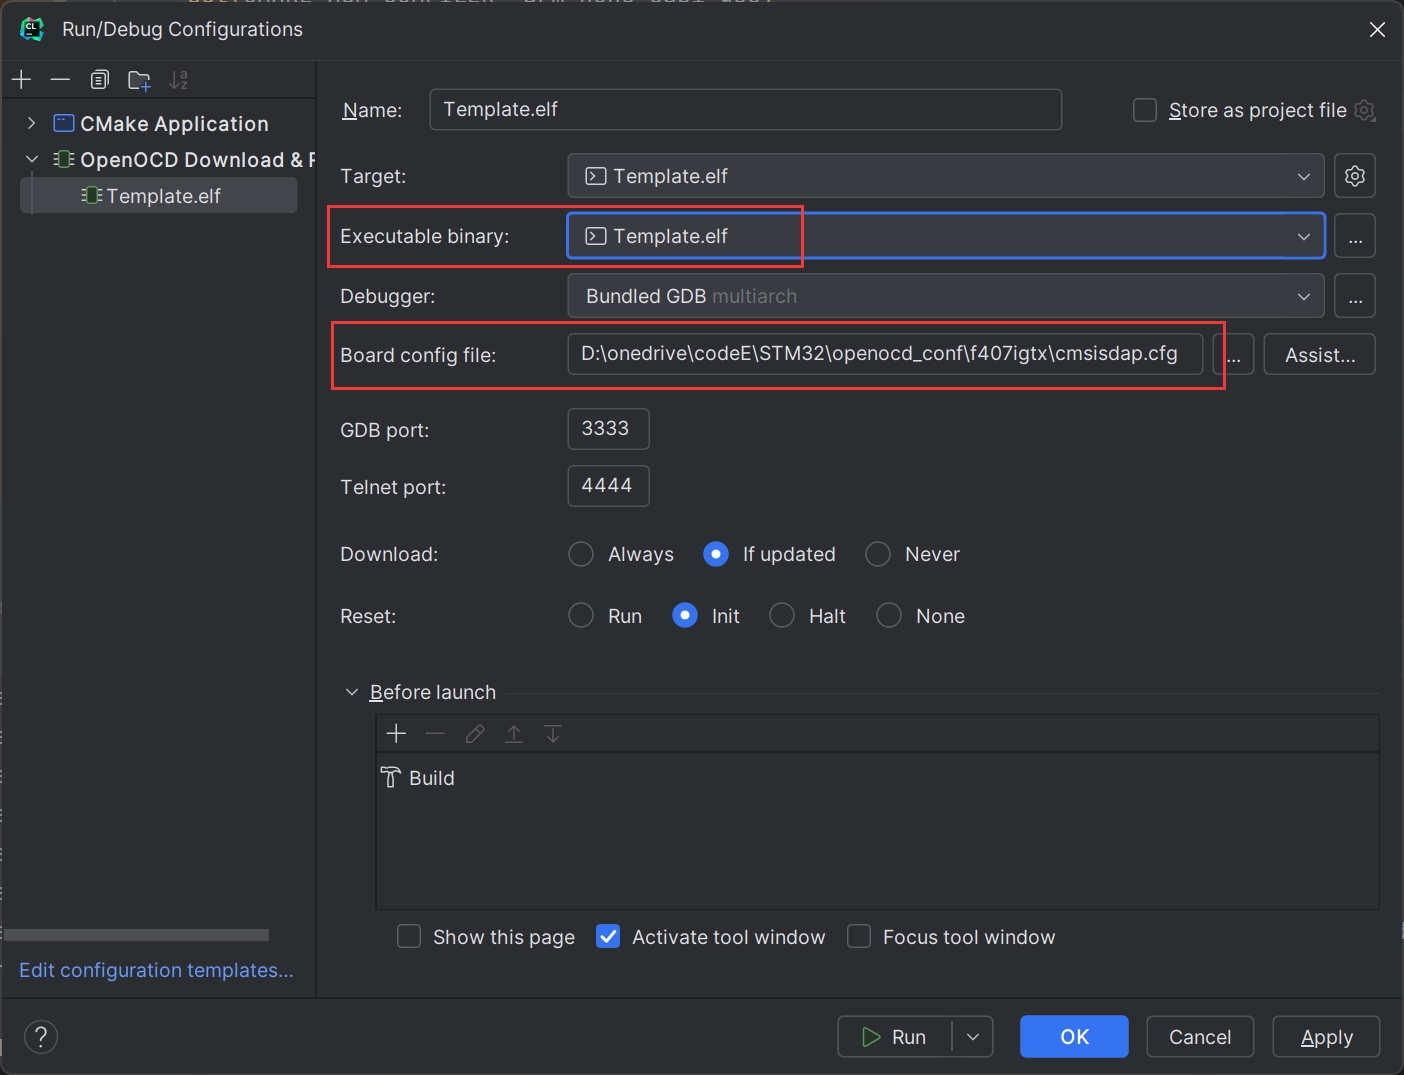 Run/Debug Configurations
CMake Application
OpenOCD Download &
Template.elf
Edit configuration templates...
Name: Template.elf Store as project file
Target: Template.elf
Executable binary: Template.elf ...
Debugger: Bundled GDB multiarch ...
Board config file: D:\onedrive\codeE\STM32\openocd_conf\f407igtx\cmsisdap.cfg ... Assist...
GDB port: 3333
Telnet port: 4444
Download: Always If updated Never
Reset: Run Init Halt None
Before launch
Build
Show this page Activate tool window Focus tool window
? Run OK Cancel Apply